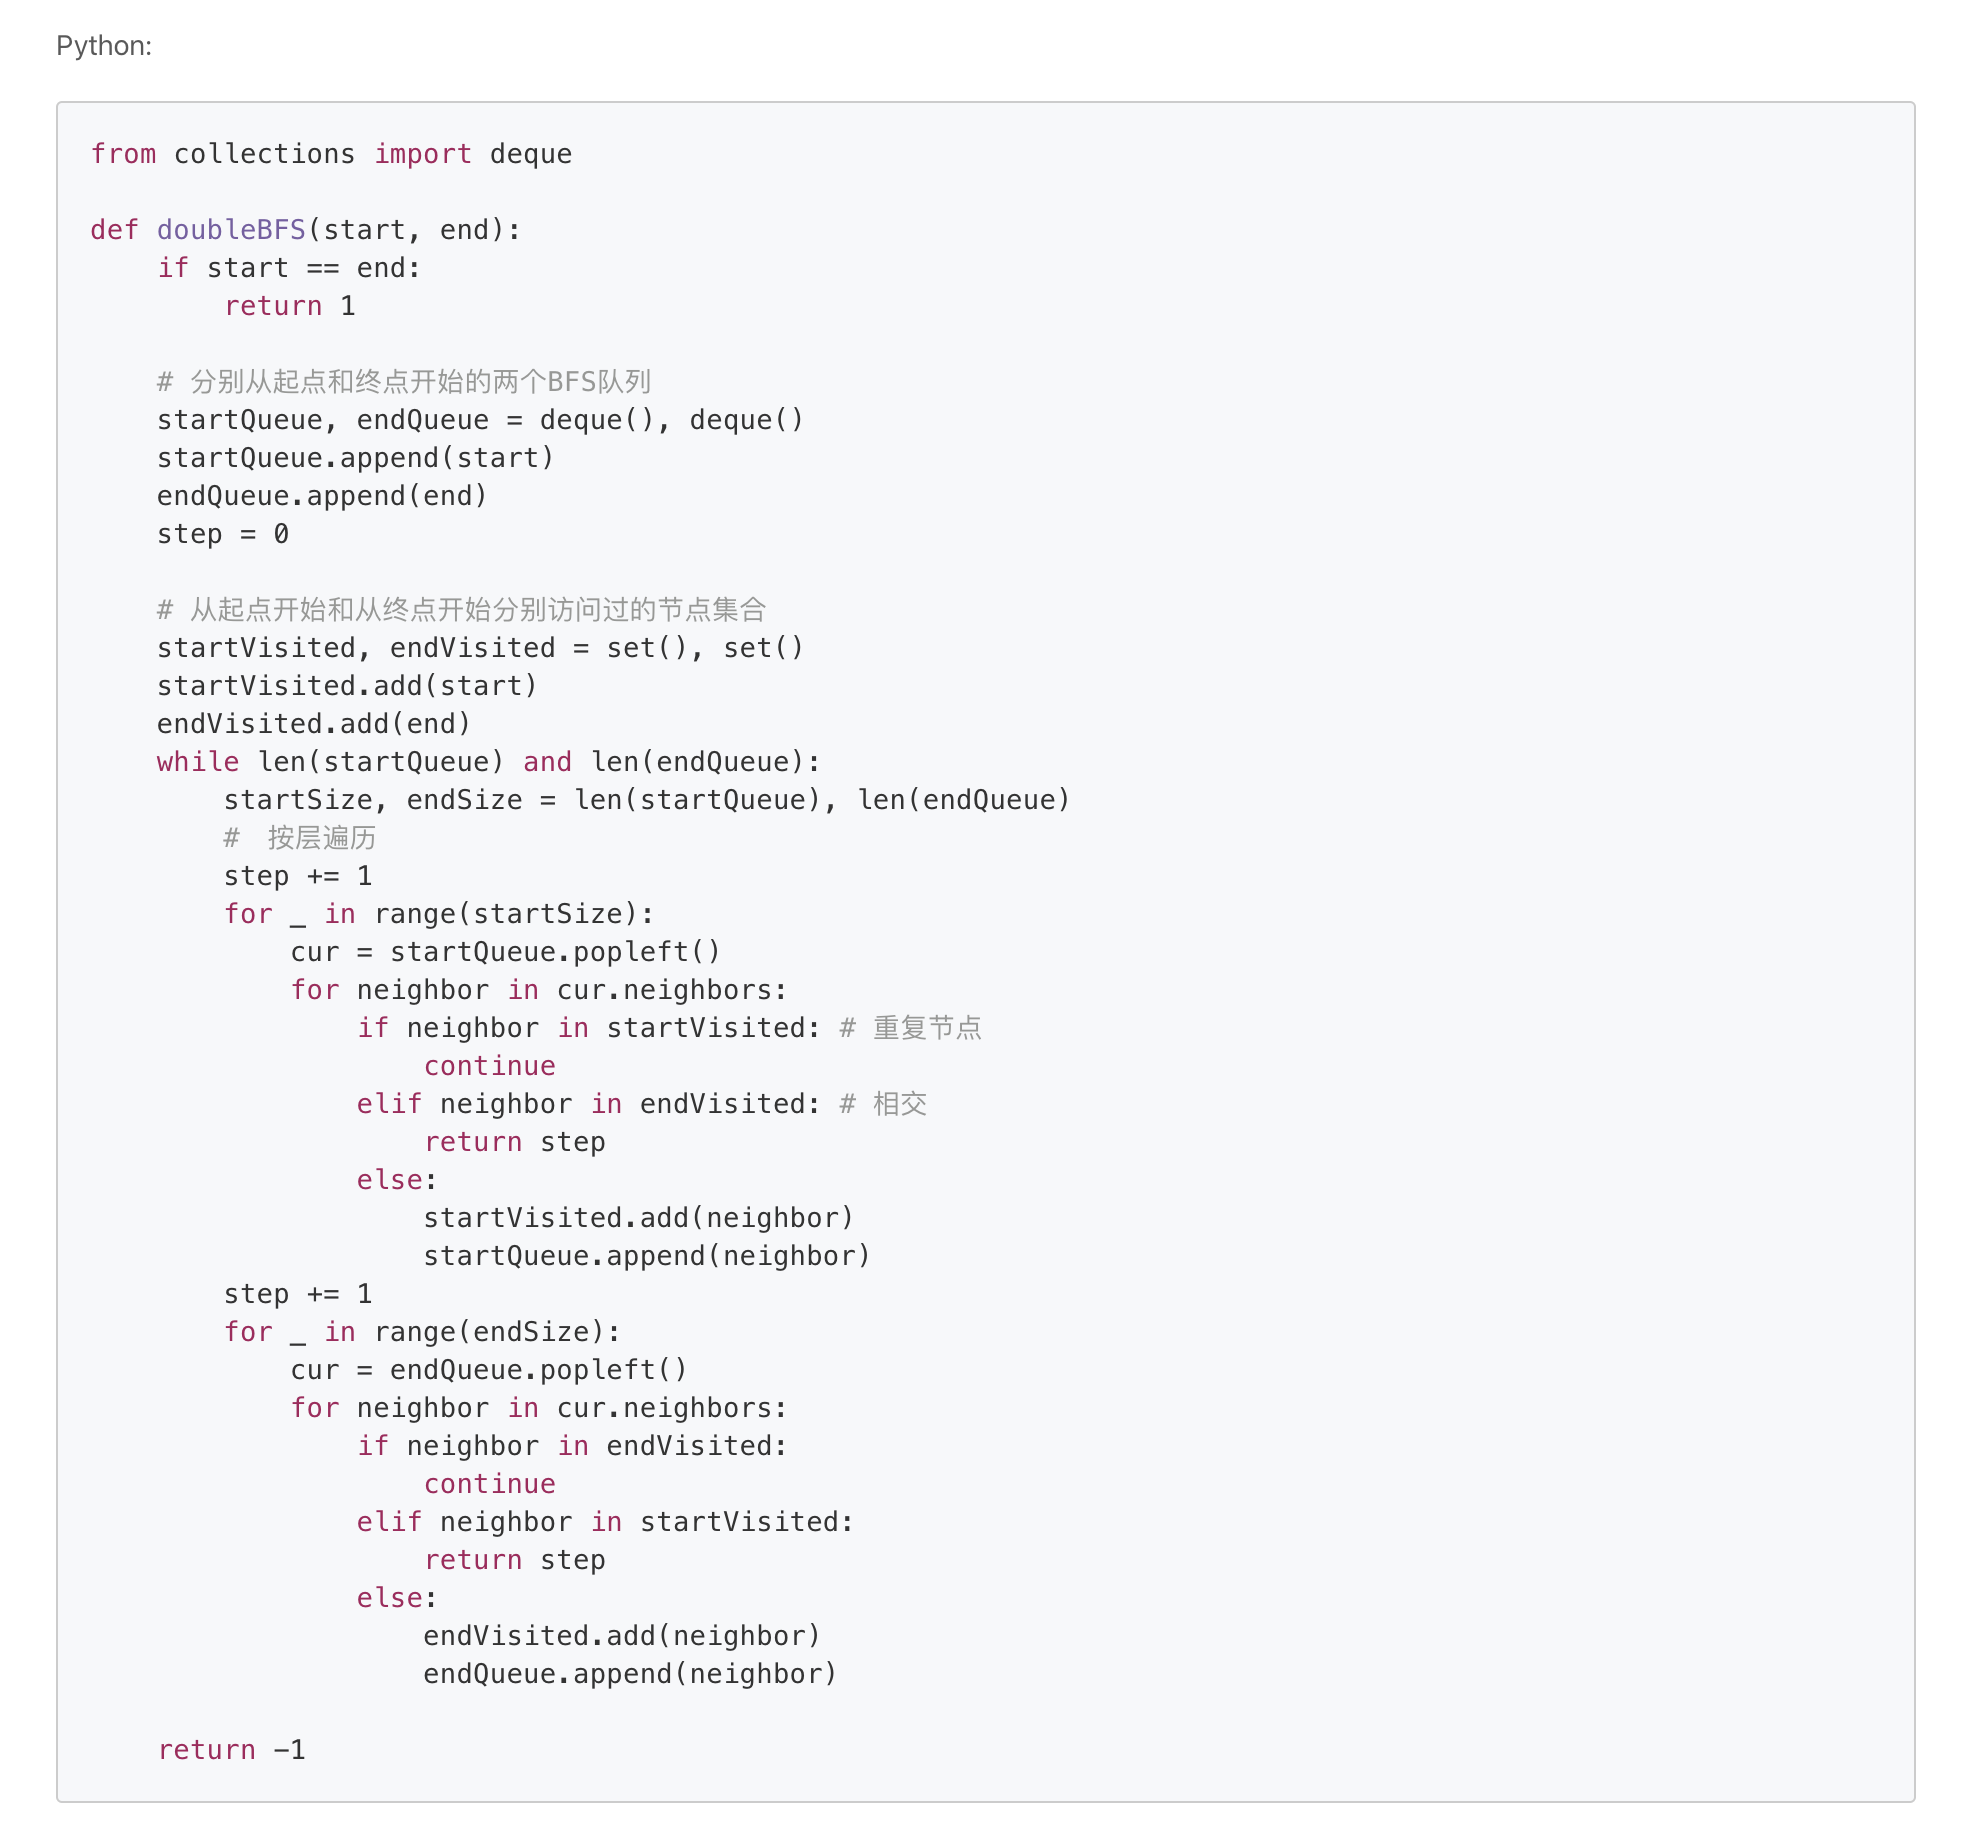 Python:
from collections import deque
def doubleBFS(start, end):
    if start == end:
        return 1
    # 分别从起点和终点开始的两个BFS队列
    startQueue, endQueue = deque(), deque()
    startQueue.append(start)
    endQueue.append(end)
    step = 0
    # 从起点开始和从终点开始分别访问过的节点集合
    startVisited, endVisited = set(), set()
    startVisited.add(start)
    endVisited.add(end)
    while len(startQueue) and len(endQueue):
        startSize, endSize = len(startQueue), len(endQueue)
        #  按层遍历
        step += 1
        for _ in range(startSize):
            cur = startQueue.popleft()
            for neighbor in cur.neighbors:
                if neighbor in startVisited: # 重复节点
                    continue
                elif neighbor in endVisited: # 相交
                    return step
                else:
                    startVisited.add(neighbor)
                    startQueue.append(neighbor)
        step += 1
        for _ in range(endSize):
            cur = endQueue.popleft()
            for neighbor in cur.neighbors:
                if neighbor in endVisited:
                    continue
                elif neighbor in startVisited:
                    return step
                else:
                    endVisited.add(neighbor)
                    endQueue.append(neighbor)
    return -1